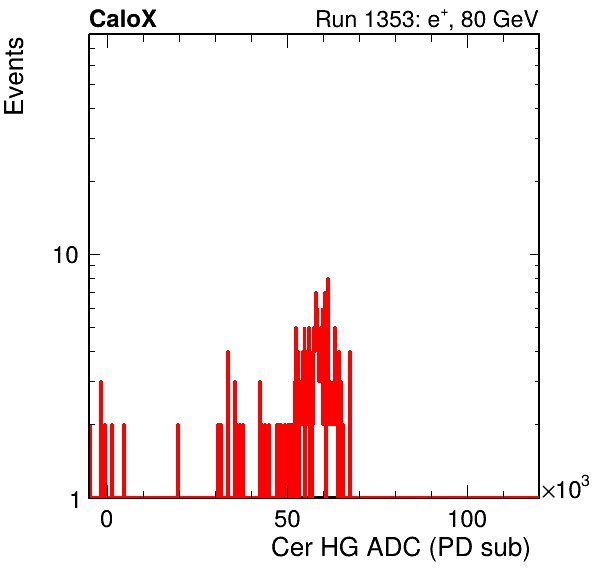 CaloX Run 1353: e⁺, 80 GeV
Events
10
1
0 50 100 ×10³
Cer HG ADC (PD sub)